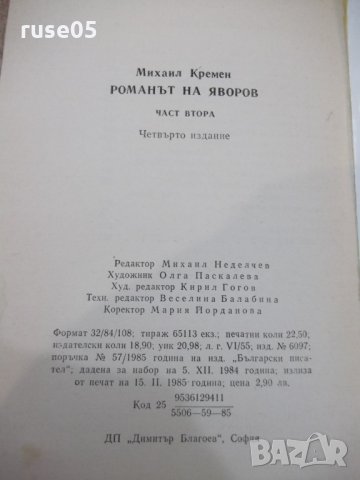 ruse05
Михаил Кремен
РОМАНЪТ НА ЯВОРОВ
ЧАСТ ВТОРА
Четвърто издание
Редактор Михаил Неделчев
Художник Олга Паскалева
Худ. редактор Кирил Гогов
Техн. редактор Веселина Балабина
Коректор Мария Йорданова
Формат 32/84/108; тираж 65113 екз.; печатни коли 22,50;
издателски коли 18,90; уик 20,98; л. г. VI/55; изд. № 6097;
поръчка № 57/1985 година на изд. „Български писа-
тел“; дадена за набор на 5. XII. 1984 година; излиза
от печат на 15. II. 1985 година; цена 2,90 лв.
Код 25 9536129411
5506—59—85
ДП „Димитър Благоев“, София
bazar